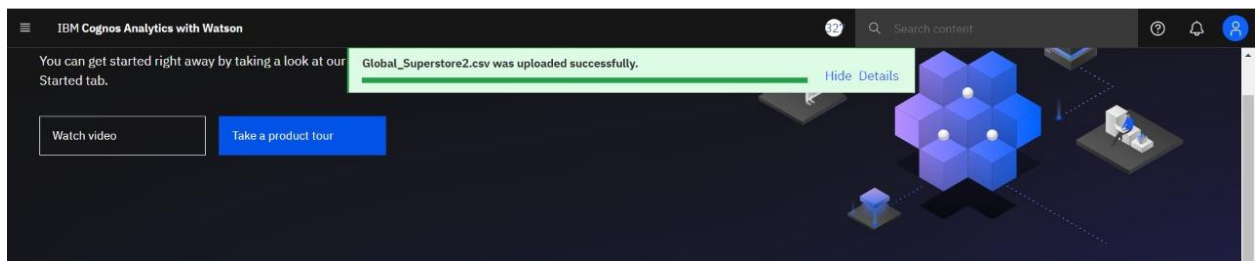 IBM Cognos Analytics with Watson
Search content
You can get started right away by taking a look at our
Started tab.
Global_Superstore2.csv was uploaded successfully.
Hide Details
Watch video
Take a product tour